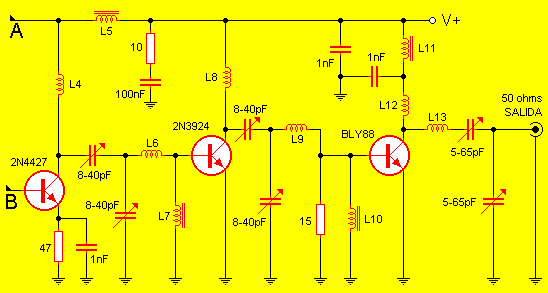 A
L5
V+
10
1nF
1nF
L11
L4
L8
100nF
8-40pF
L12
50 ohms
SALIDA
2N3924
L13
2N4427
L6
L9
BLY88
8-40pF
5-65pF
B
8-40pF
L7
8-40pF
15
L10
5-65pF
47
1nF